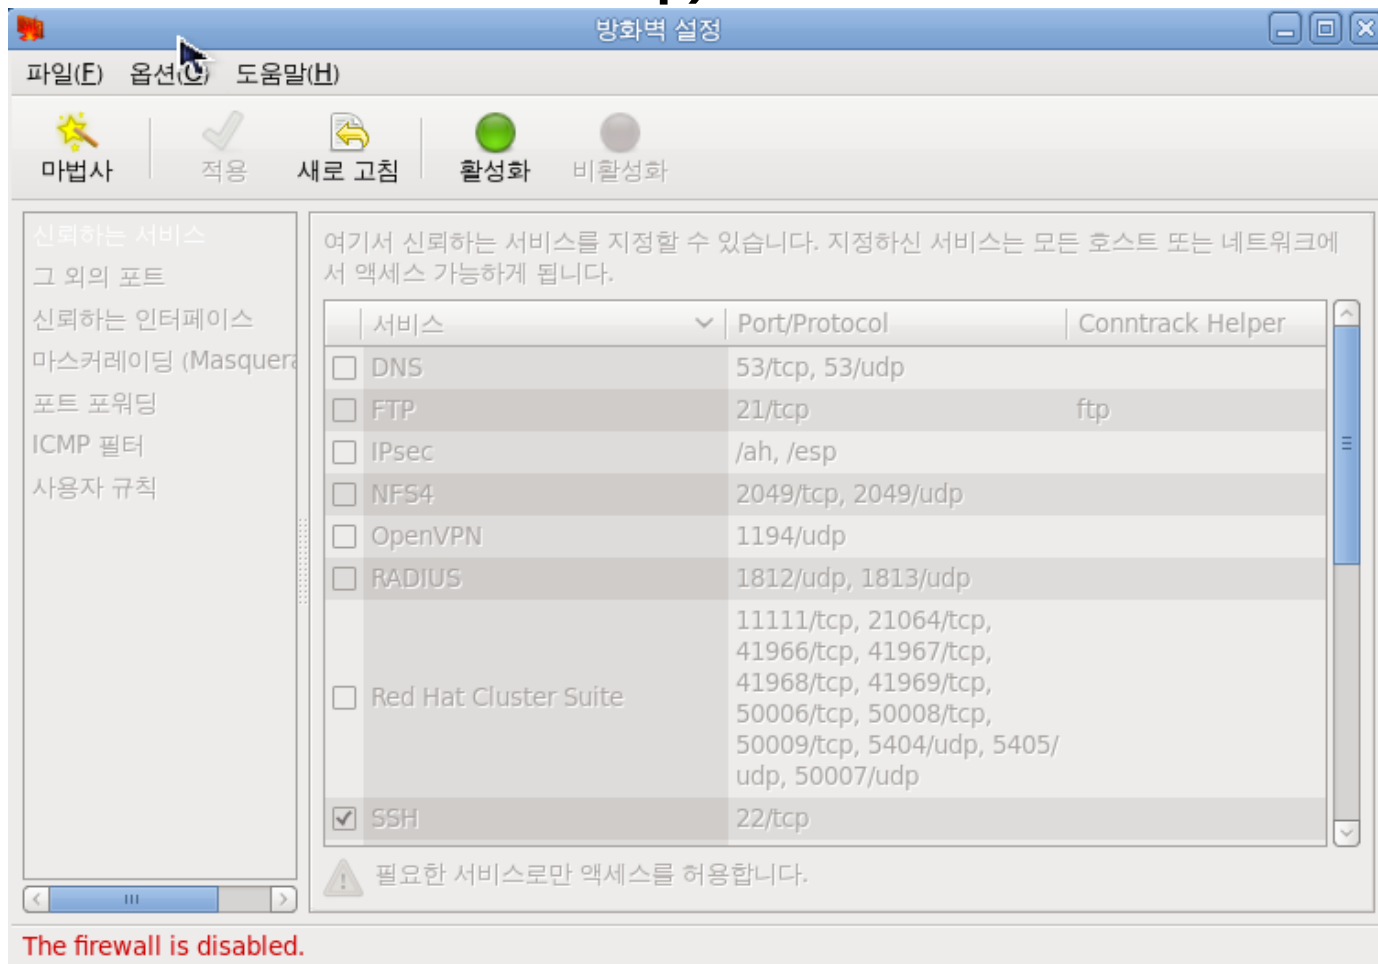 방화벽 설정
파일(F) 옵션(O) 도움말(H)
마법사 적용 새로 고침 활성화 비활성화
신뢰하는 서비스
그 외의 포트
신뢰하는 인터페이스
마스커레이딩 (Masquera
포트 포워딩
ICMP 필터
사용자 규칙
여기서 신뢰하는 서비스를 지정할 수 있습니다. 지정하신 서비스는 모든 호스트 또는 네트워크에
서 액세스 가능하게 됩니다.
서비스 Port/Protocol Conntrack Helper
DNS 53/tcp, 53/udp
FTP 21/tcp ftp
IPsec /ah, /esp
NFS4 2049/tcp, 2049/udp
OpenVPN 1194/udp
RADIUS 1812/udp, 1813/udp
Red Hat Cluster Suite
11111/tcp, 21064/tcp,
41966/tcp, 41967/tcp,
41968/tcp, 41969/tcp,
50006/tcp, 50008/tcp,
50009/tcp, 5404/udp, 5405/
udp, 50007/udp
SSH 22/tcp
필요한 서비스로만 액세스를 허용합니다.
The firewall is disabled.